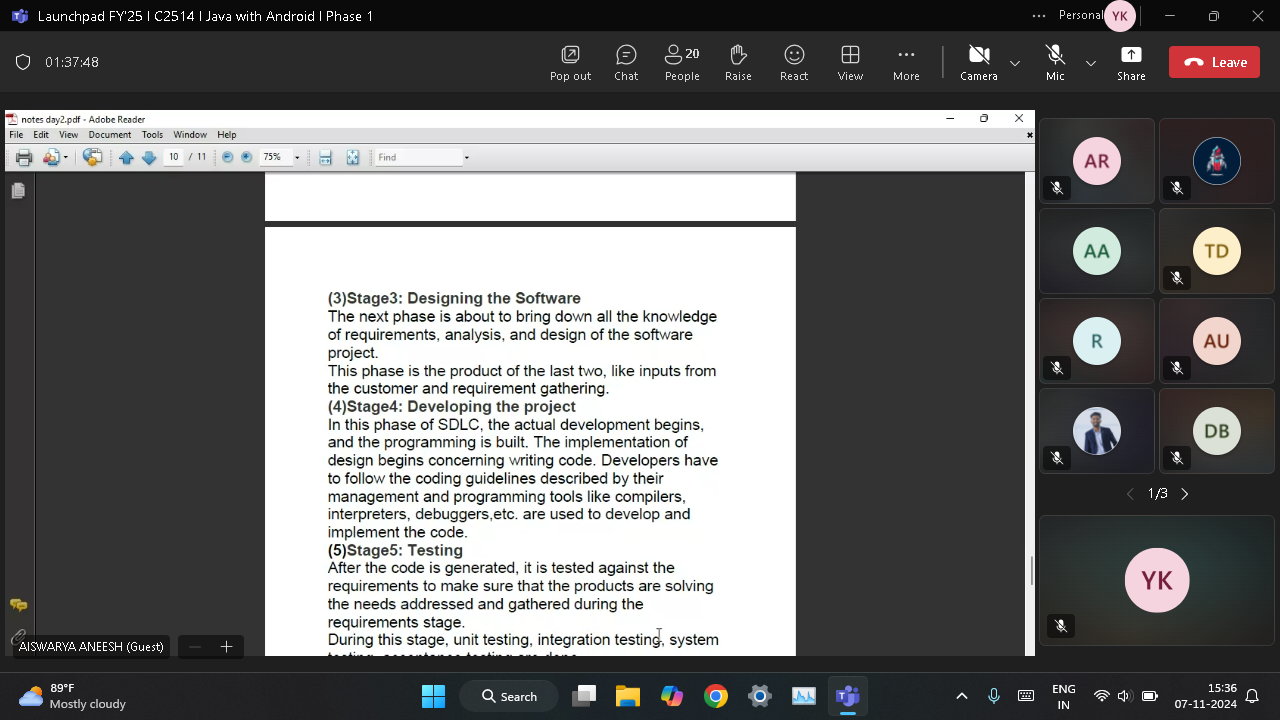 Launchpad FY'25 | C2514 | Java with Android | Phase 1
Personal
YK
01:37:48
Pop out
Chat
20
People
Raise
React
View
More
Camera
Mic
Share
Leave
notes day2.pdf - Adobe Reader
File Edit View Document Tools Window Help
10 / 11
75%
Find
(3)Stage3: Designing the Software
The next phase is about to bring down all the knowledge
of requirements, analysis, and design of the software
project.
This phase is the product of the last two, like inputs from
the customer and requirement gathering.
(4)Stage4: Developing the project
In this phase of SDLC, the actual development begins,
and the programming is built. The implementation of
design begins concerning writing code. Developers have
to follow the coding guidelines described by their
management and programming tools like compilers,
interpreters, debuggers,etc. are used to develop and
implement the code.
(5)Stage5: Testing
After the code is generated, it is tested against the
requirements to make sure that the products are solving
the needs addressed and gathered during the
requirements stage.
During this stage, unit testing, integration testing, system
testing, acceptance testing are done.
AISWARYA ANEESH (Guest)
AR
AA
TD
R
AU
DB
1/3
YK
89°F
Mostly cloudy
Search
ENG
IN
15:36
07-11-2024